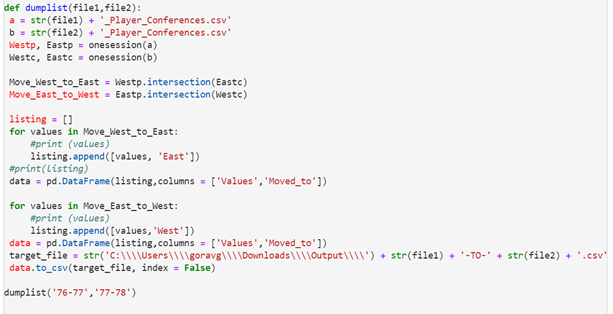 def dumplist(file1,file2):
 a = str(file1) + '_Player_Conferences.csv'
 b = str(file2) + '_Player_Conferences.csv'
 Westp, Eastp = onesession(a)
 Westc, Eastc = onesession(b)

 Move_West_to_East = Westp.intersection(Eastc)
 Move_East_to_West = Eastp.intersection(Westc)

 listing = []
 for values in Move_West_to_East:
     #print (values)
     listing.append([values, 'East'])
 #print(listing)
 data = pd.DataFrame(listing,columns = ['Values','Moved_to'])

 for values in Move_East_to_West:
     #print (values)
     listing.append([values,'West'])
 data = pd.DataFrame(listing,columns = ['Values','Moved_to'])
 target_file = str('C:\\\\Users\\\\goravg\\\\Downloads\\\\Output\\\\') + str(file1) + '-TO-' + str(file2) + '.csv'
 data.to_csv(target_file, index = False)

dumplist('76-77','77-78')